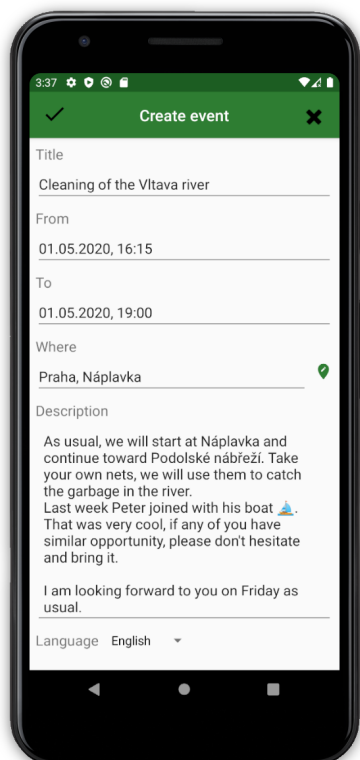 3:37
Create event
Title
Cleaning of the Vltava river
From
01.05.2020, 16:15
To
01.05.2020, 19:00
Where
Praha, Náplavka
Description
As usual, we will start at Náplavka and
continue toward Podolské nábřeží. Take
your own nets, we will use them to catch
the garbage in the river.
Last week Peter joined with his boat ⛵.
That was very cool, if any of you have
similar opportunity, please don't hesitate
and bring it.
I am looking forward to you on Friday as
usual.
Language English